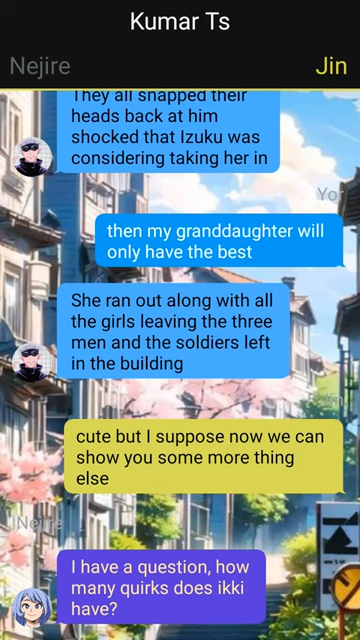 Kumar Ts
Nejire
Jin
They all snapped their
heads back at him
shocked that Izuku was
considering taking her in
You
then my granddaughter will
only have the best
She ran out along with all
the girls leaving the three
men and the soldiers left
in the building
Jin
cute but I suppose now we can
show you some more thing
else
Nejire
I have a question, how
many quirks does ikki
have?